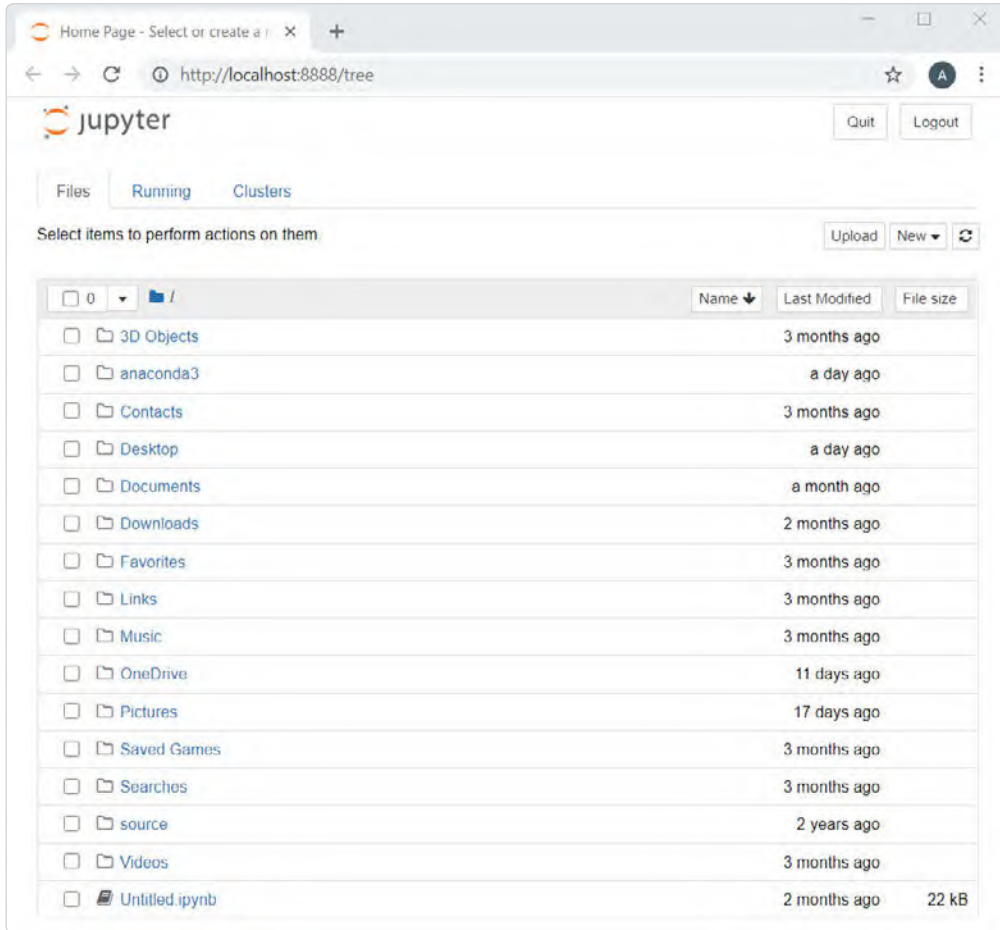 Home Page - Select or create a
http://localhost:8888/tree
A
jupyter
Quit Logout
Files Running Clusters
Select items to perform actions on them
Upload New
0 / Name Last Modified File size
3D Objects 3 months ago
anaconda3 a day ago
Contacts 3 months ago
Desktop a day ago
Documents a month ago
Downloads 2 months ago
Favorites 3 months ago
Links 3 months ago
Music 3 months ago
OneDrive 11 days ago
Pictures 17 days ago
Saved Games 3 months ago
Searches 3 months ago
source 2 years ago
Videos 3 months ago
Untitled.ipynb 2 months ago 22 kB